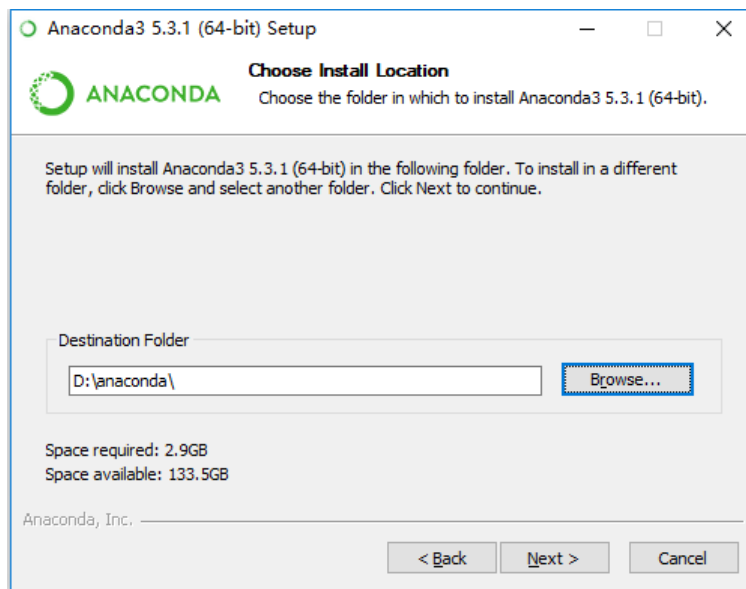 Anaconda3 5.3.1 (64-bit) Setup
ANACONDA
Choose Install Location
Choose the folder in which to install Anaconda3 5.3.1 (64-bit).
Setup will install Anaconda3 5.3.1 (64-bit) in the following folder. To install in a different
folder, click Browse and select another folder. Click Next to continue.
Destination Folder
D:\anaconda\
Browse...
Space required: 2.9GB
Space available: 133.5GB
Anaconda, Inc.
< Back
Next >
Cancel